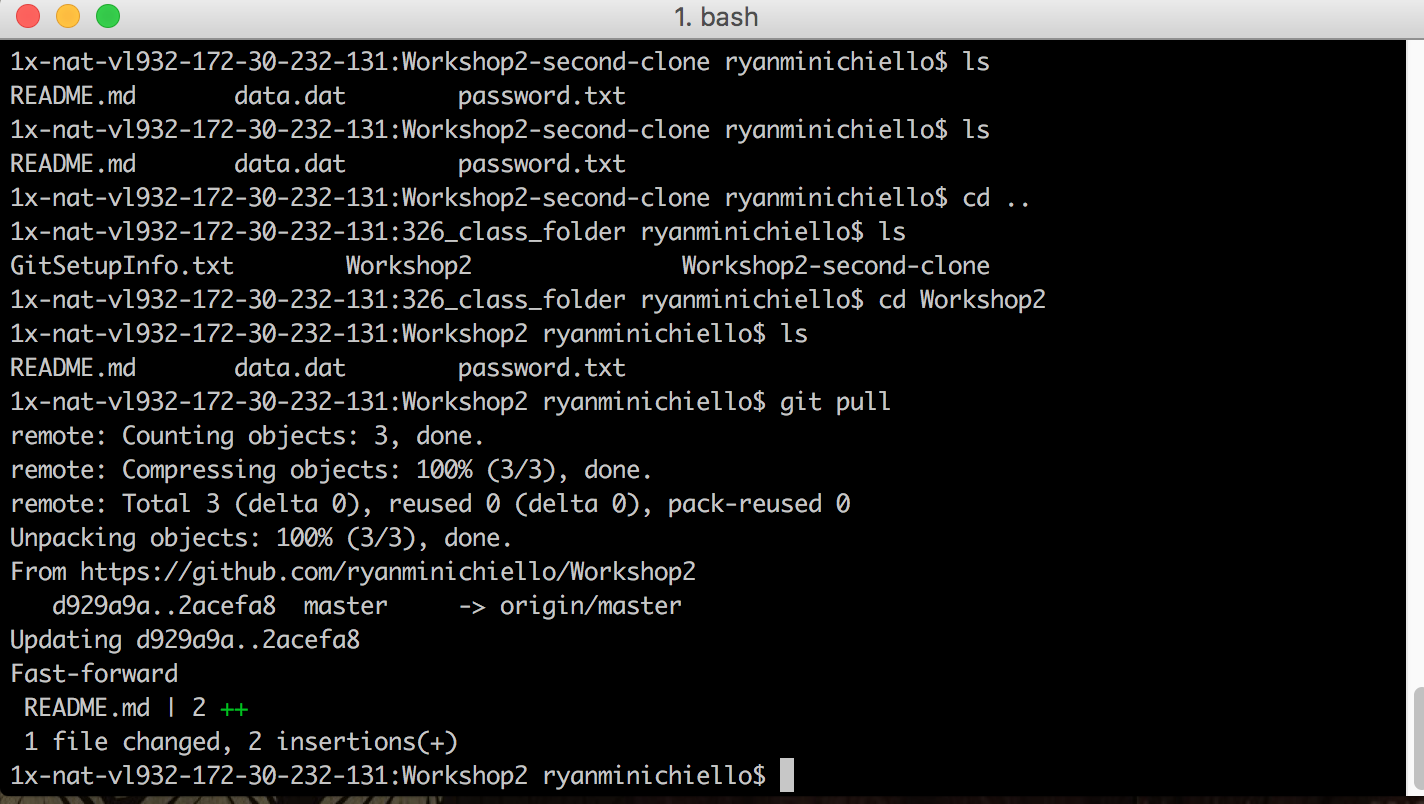 1. bash
1x-nat-vl932-172-30-232-131:Workshop2-second-clone ryanminichiello$ ls
README.md       data.dat        password.txt
1x-nat-vl932-172-30-232-131:Workshop2-second-clone ryanminichiello$ ls
README.md       data.dat        password.txt
1x-nat-vl932-172-30-232-131:Workshop2-second-clone ryanminichiello$ cd ..
1x-nat-vl932-172-30-232-131:326_class_folder ryanminichiello$ ls
GitSetupInfo.txt        Workshop2               Workshop2-second-clone
1x-nat-vl932-172-30-232-131:326_class_folder ryanminichiello$ cd Workshop2
1x-nat-vl932-172-30-232-131:Workshop2 ryanminichiello$ ls
README.md       data.dat        password.txt
1x-nat-vl932-172-30-232-131:Workshop2 ryanminichiello$ git pull
remote: Counting objects: 3, done.
remote: Compressing objects: 100% (3/3), done.
remote: Total 3 (delta 0), reused 0 (delta 0), pack-reused 0
Unpacking objects: 100% (3/3), done.
From https://github.com/ryanminichiello/Workshop2
   d929a9a..2acefa8  master     -> origin/master
Updating d929a9a..2acefa8
Fast-forward
 README.md | 2 ++
 1 file changed, 2 insertions(+)
1x-nat-vl932-172-30-232-131:Workshop2 ryanminichiello$